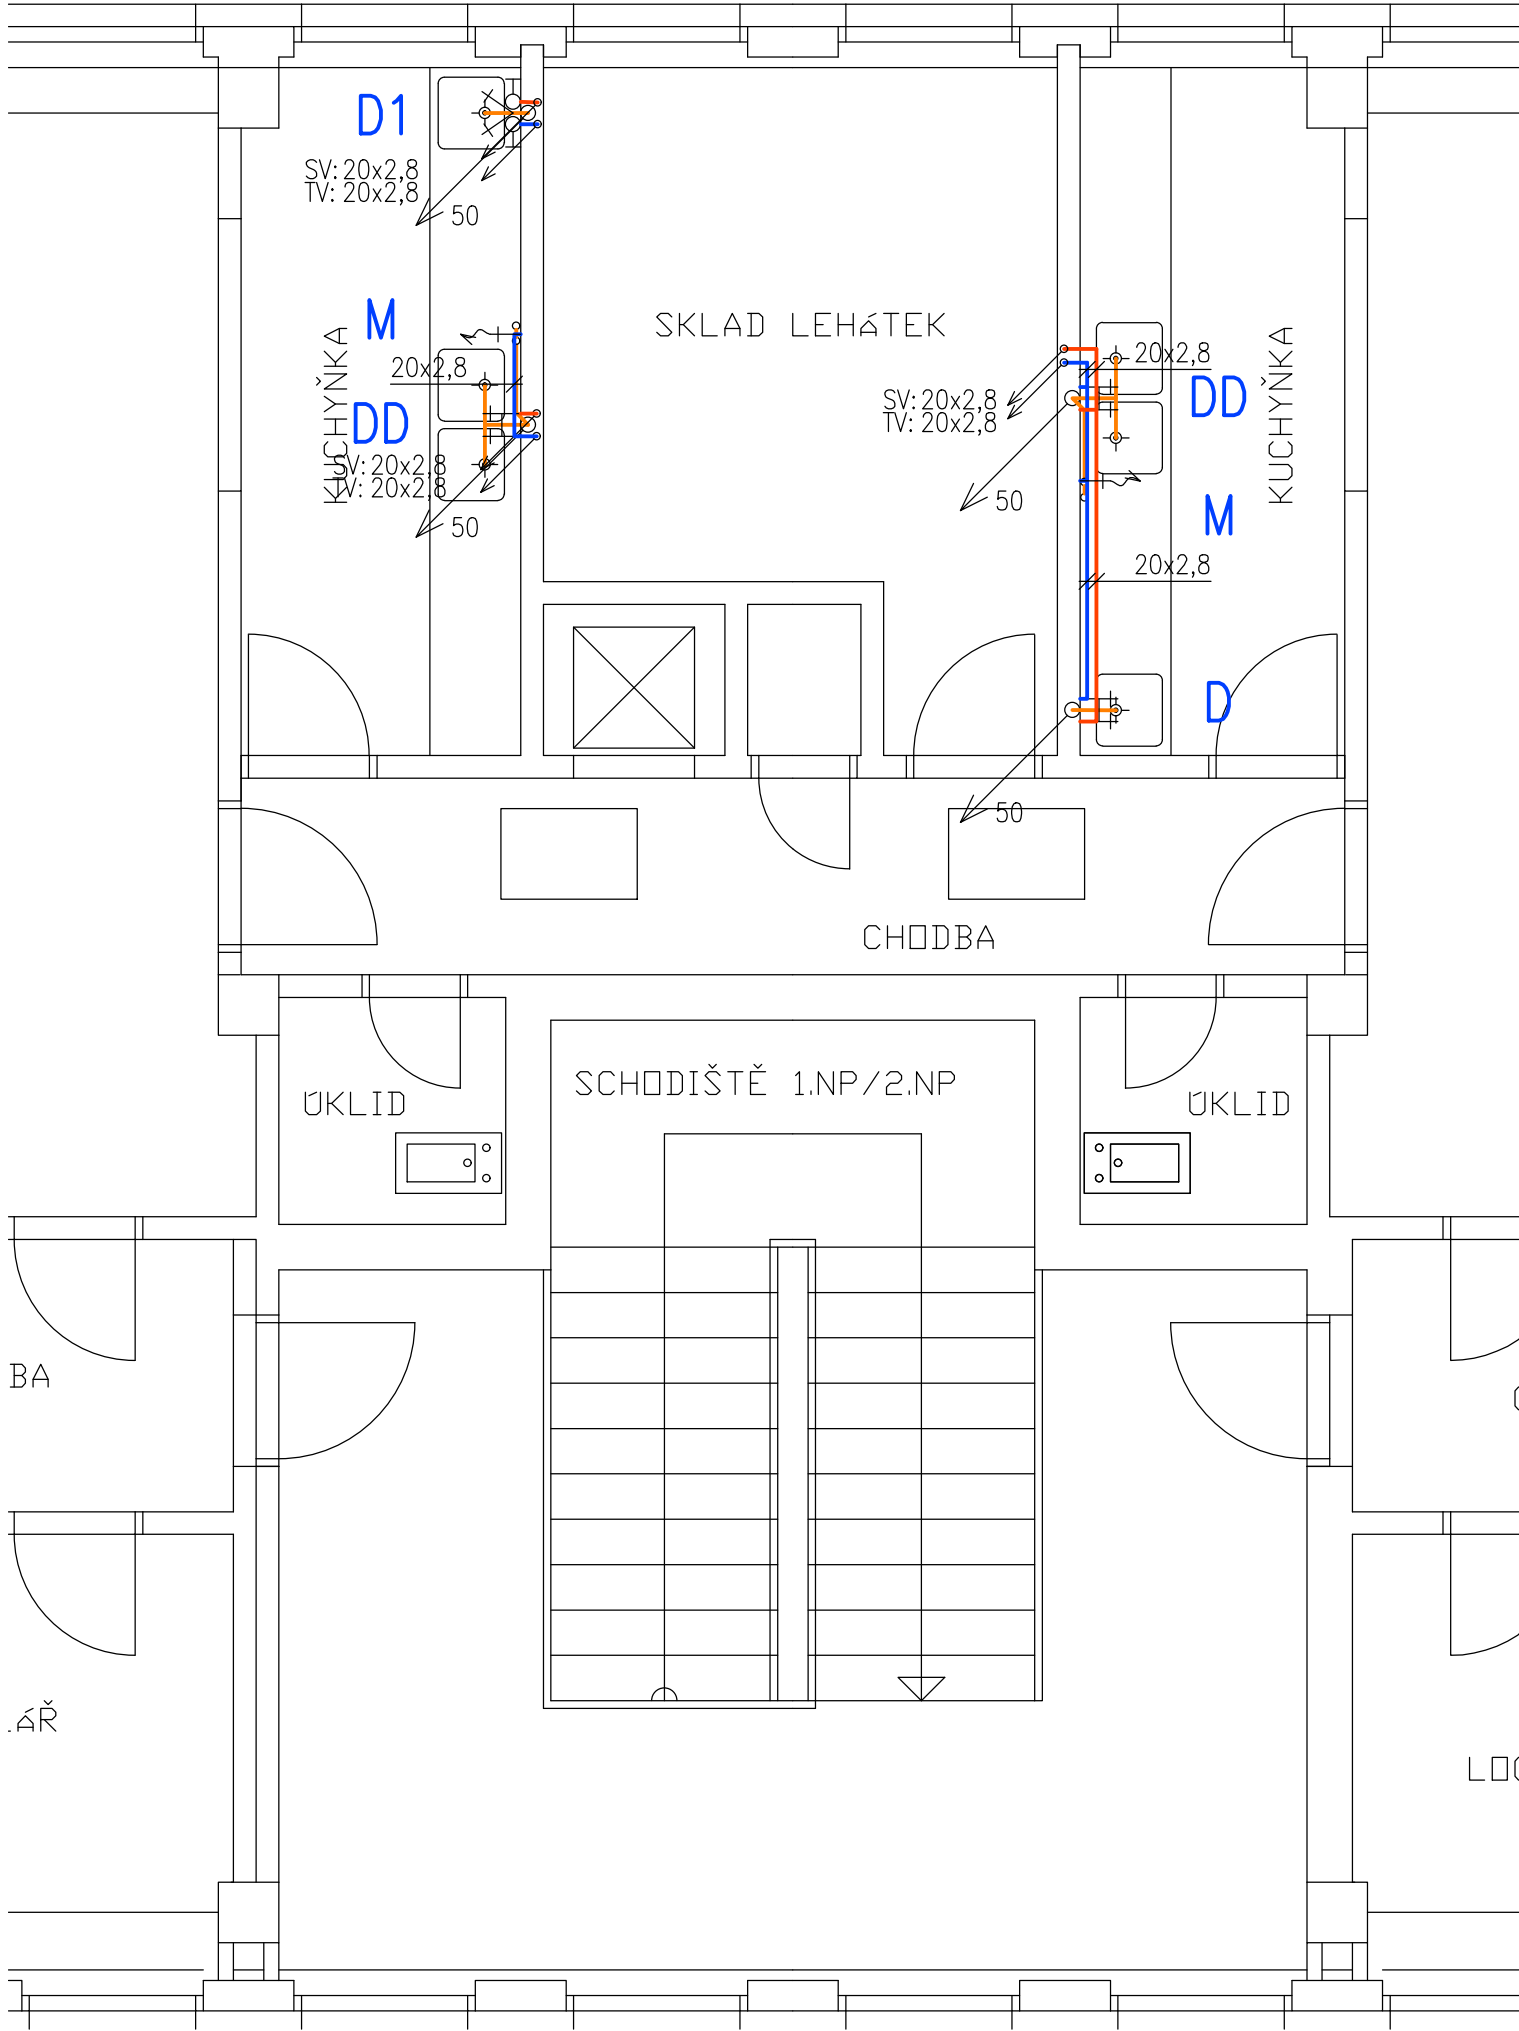 D1
SV: 20x2,8
TV: 20x2,8
50
M
KUCHYŇKA
20x2,8
DD
SV: 20x2,8
TV: 20x2,8
50
SKLAD LEHáTEK
20x2,8
SV: 20x2,8
TV: 20x2,8
DD
KUCHYŇKA
50
M
20x2,8
D
50
CHODBA
ÚKLID
SCHODIŠTĚ 1.NP/2.NP
ÚKLID
BA
áŘ